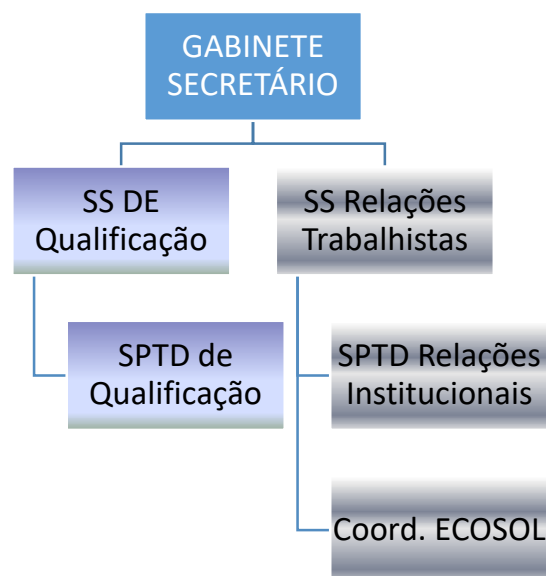 GABINETE
SECRETÁRIO
SS DE
Qualificação
SS Relações
Trabalhistas
SPTD de
Qualificação
SPTD Relações
Institucionais
Coord. ECOSOL